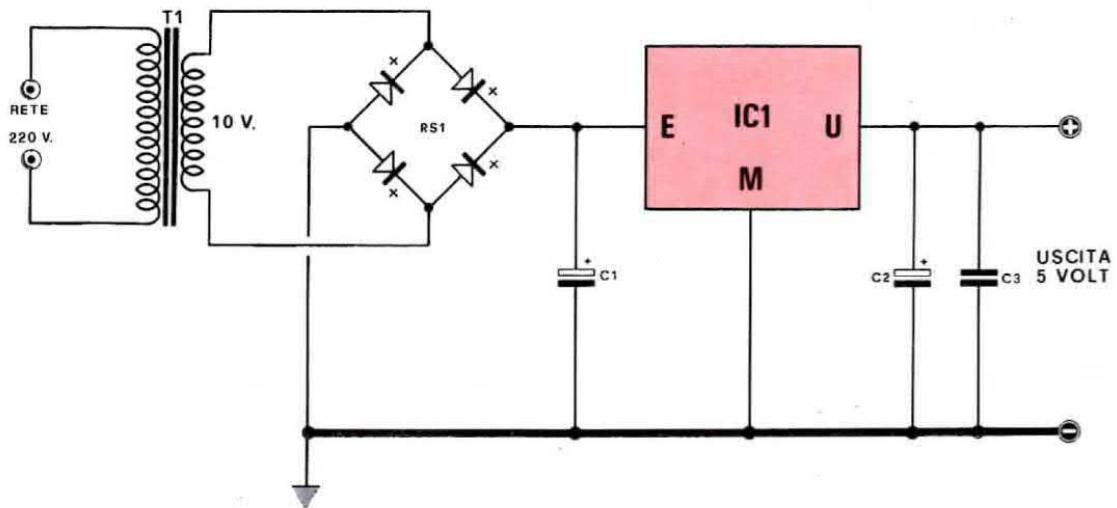 T1
RETE
220 V.
10 V.
x
x
RS1
x
x
E
IC1
U
M
+
C1
+
C2
C3
+
USCITA
5 VOLT
-